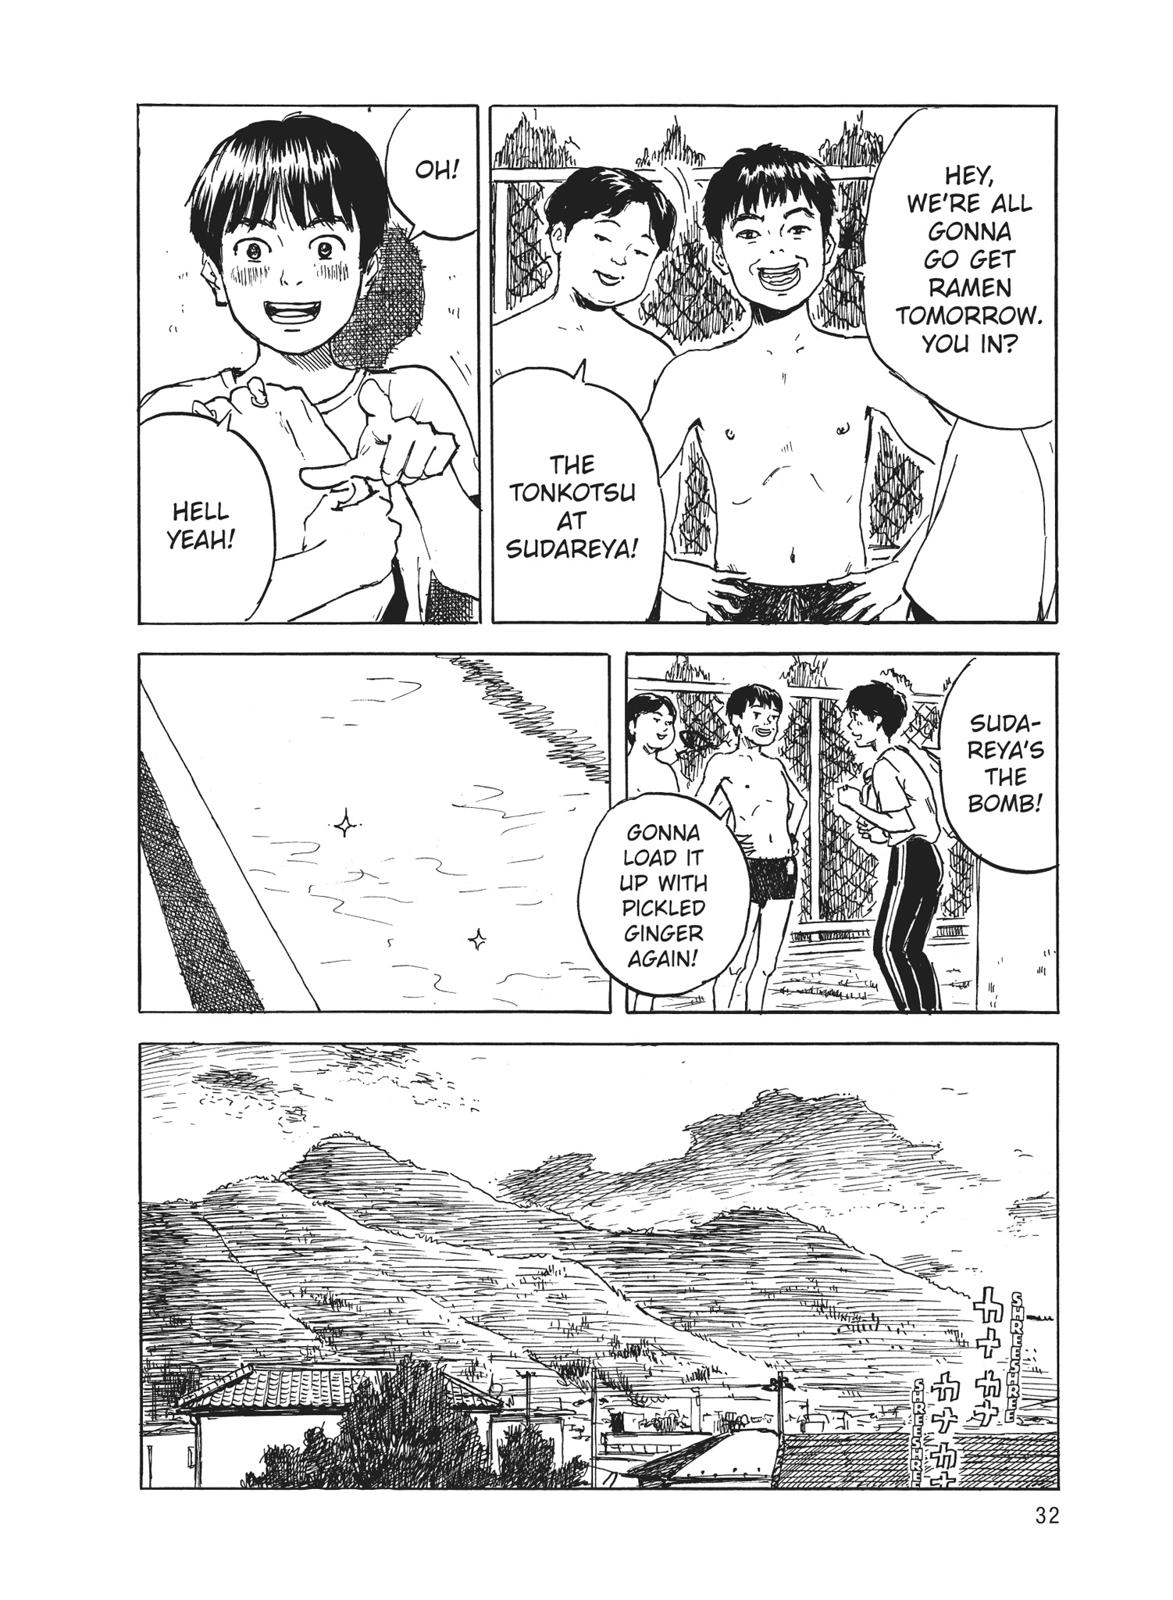 HEY,
WE'RE ALL
GONNA
GO GET
RAMEN
TOMORROW.
YOU IN?
THE
TONKOTSU
AT
SUDAREYA!
OH!
HELL
YEAH!
SUDA-
REYA'S
THE
BOMB!
GONNA
LOAD IT
UP WITH
PICKLED
GINGER
AGAIN!
SHREESHREE
カナカナ
カナカナ
SHREESHREE
32